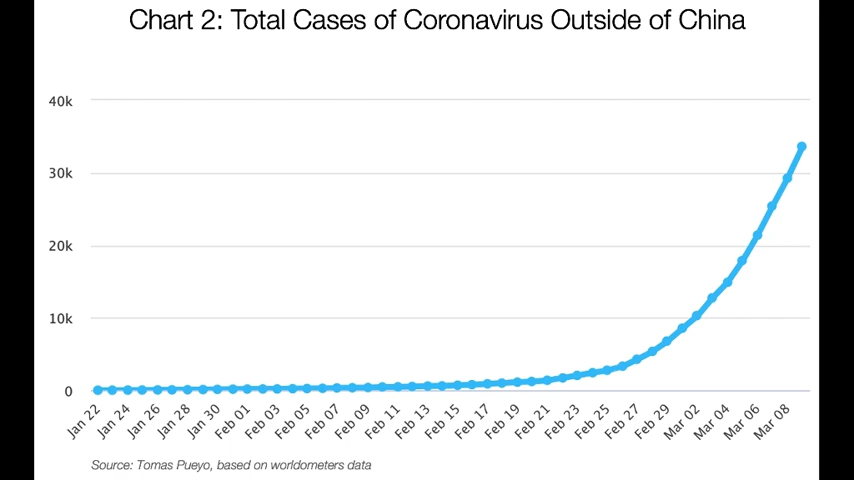 Chart 2: Total Cases of Coronavirus Outside of China
40k
30k
20k
10k
0
Jan 22
Jan 24
Jan 26
Jan 28
Jan 30
Feb 01
Feb 03
Feb 05
Feb 07
Feb 09
Feb 11
Feb 13
Feb 15
Feb 17
Feb 19
Feb 21
Feb 23
Feb 25
Feb 27
Feb 29
Mar 02
Mar 04
Mar 06
Mar 08
Source: Tomas Pueyo, based on worldometers data